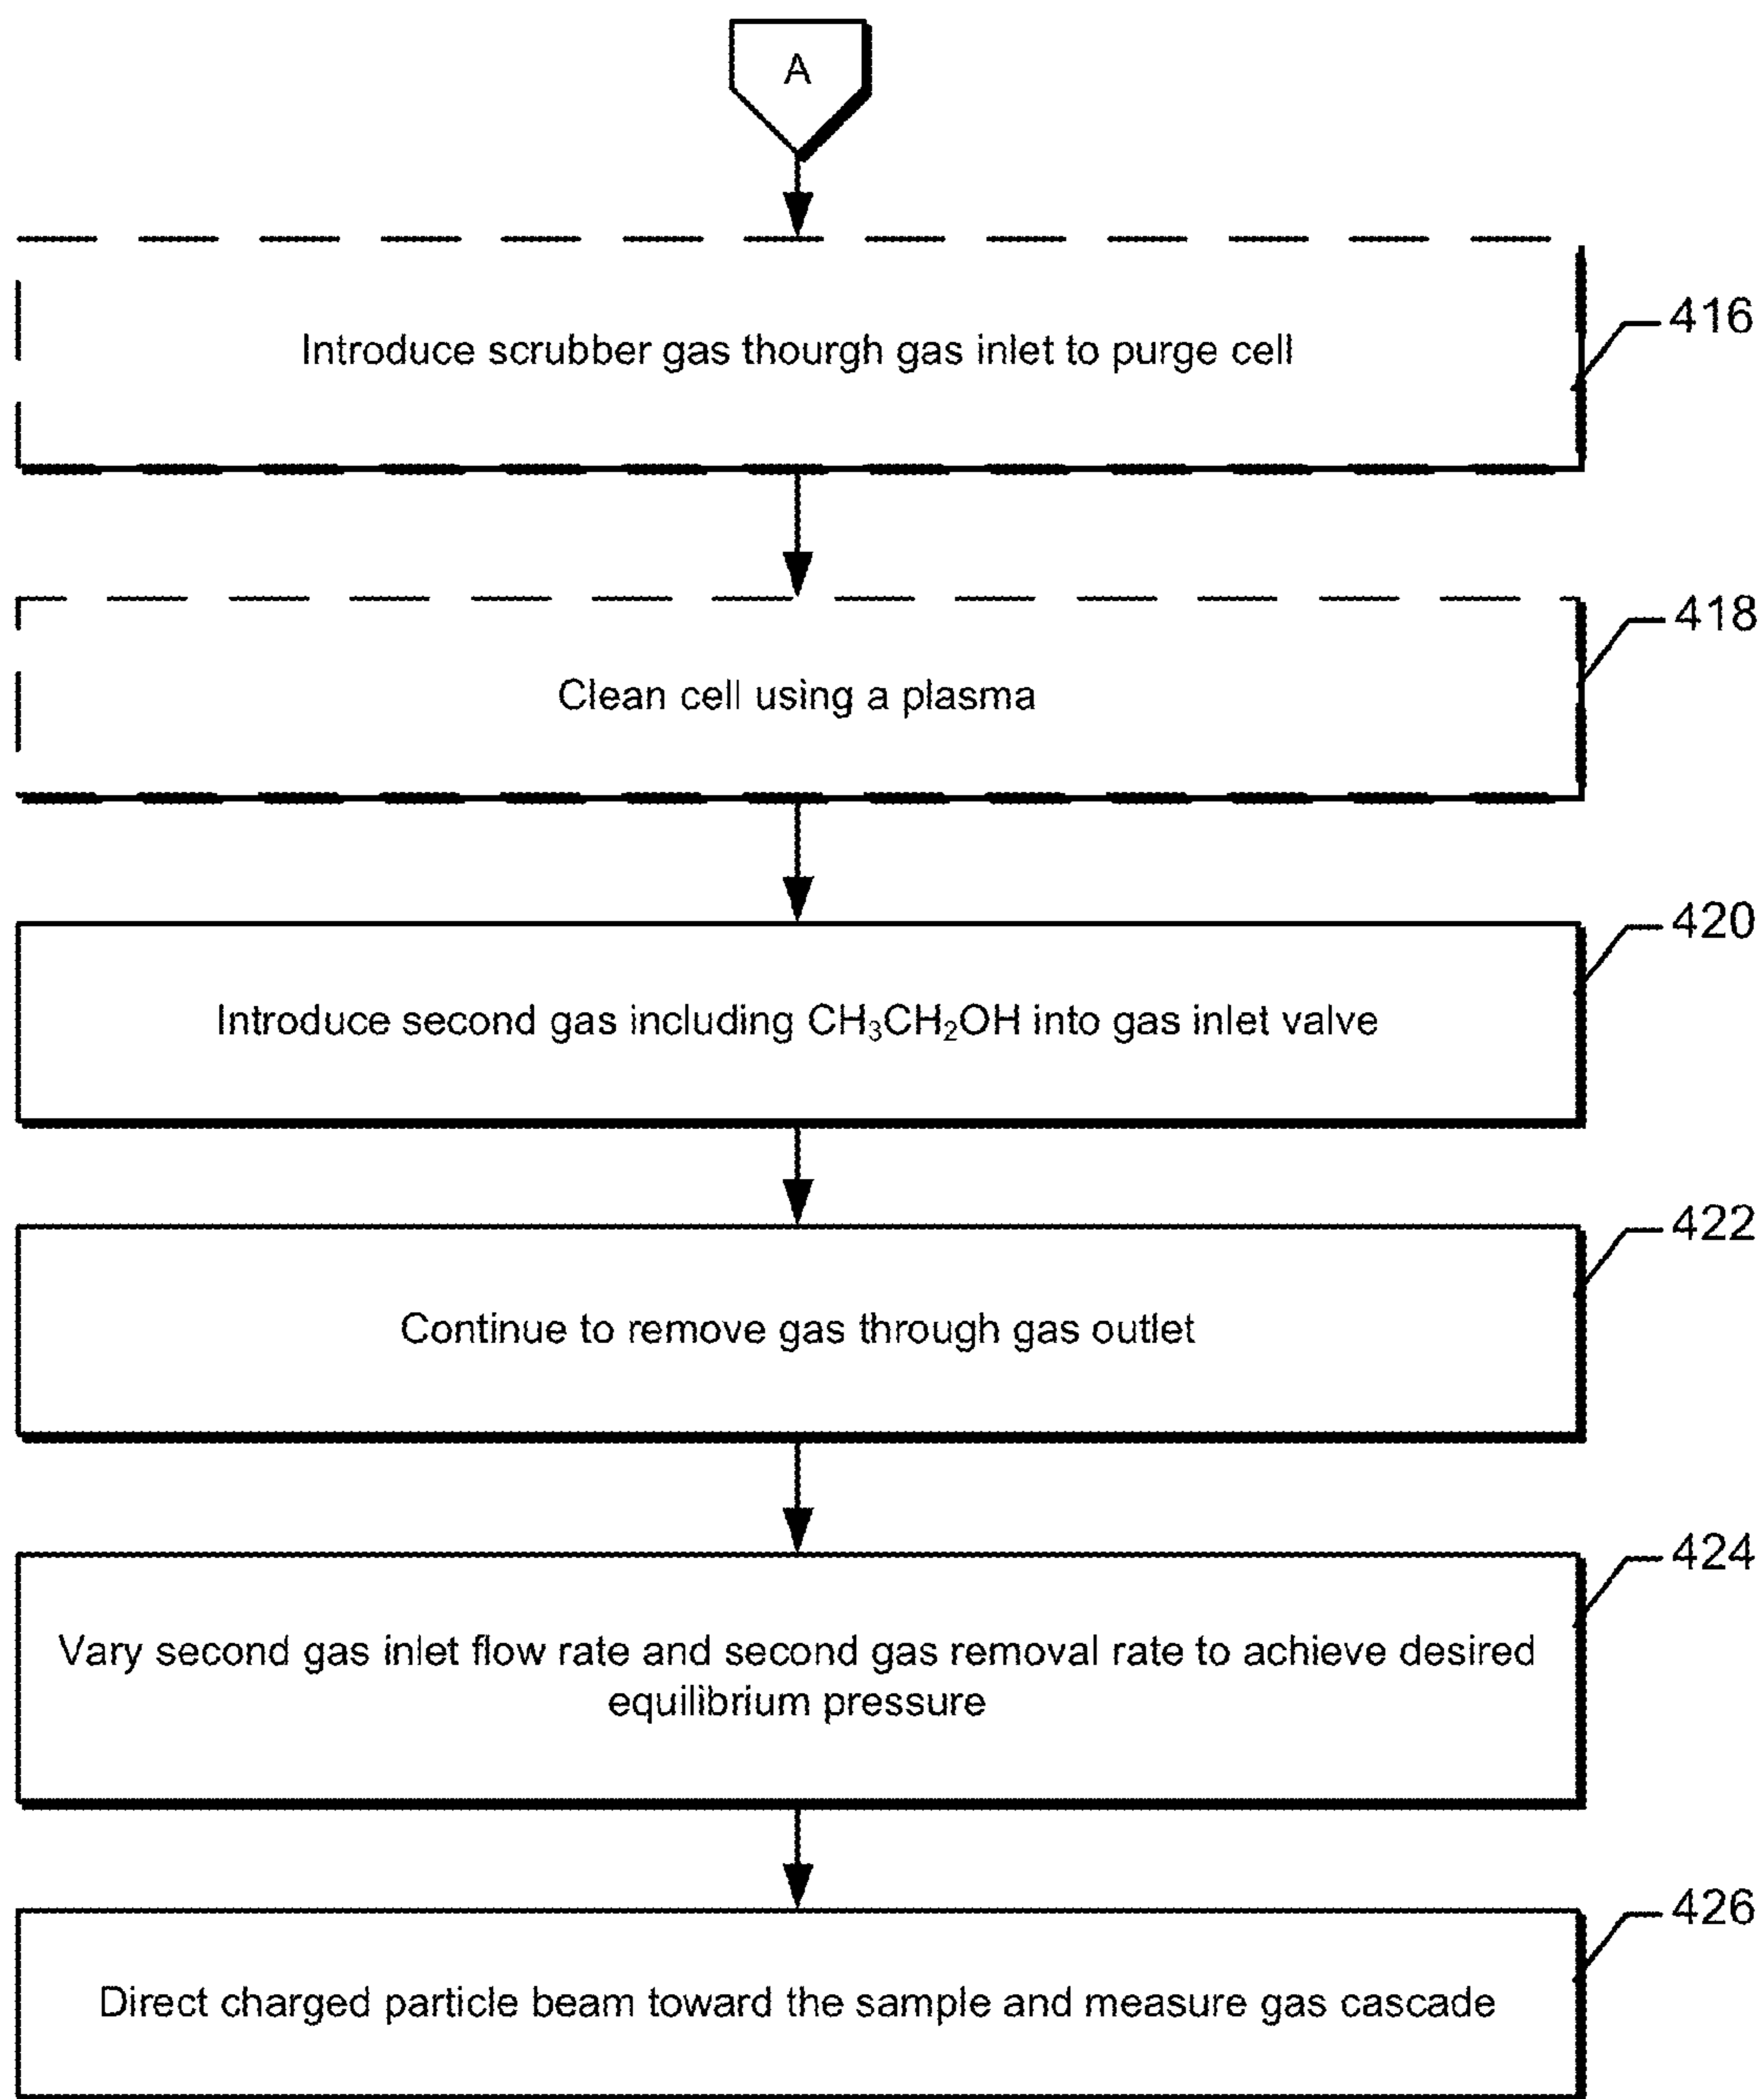 A
Introduce scrubber gas thourgh gas inlet to purge cell
416
Clean cell using a plasma
418
Introduce second gas including CH₃CH₂OH into gas inlet valve
420
Continue to remove gas through gas outlet
422
Vary second gas inlet flow rate and second gas removal rate to achieve desired
equilibrium pressure
424
Direct charged particle beam toward the sample and measure gas cascade
426